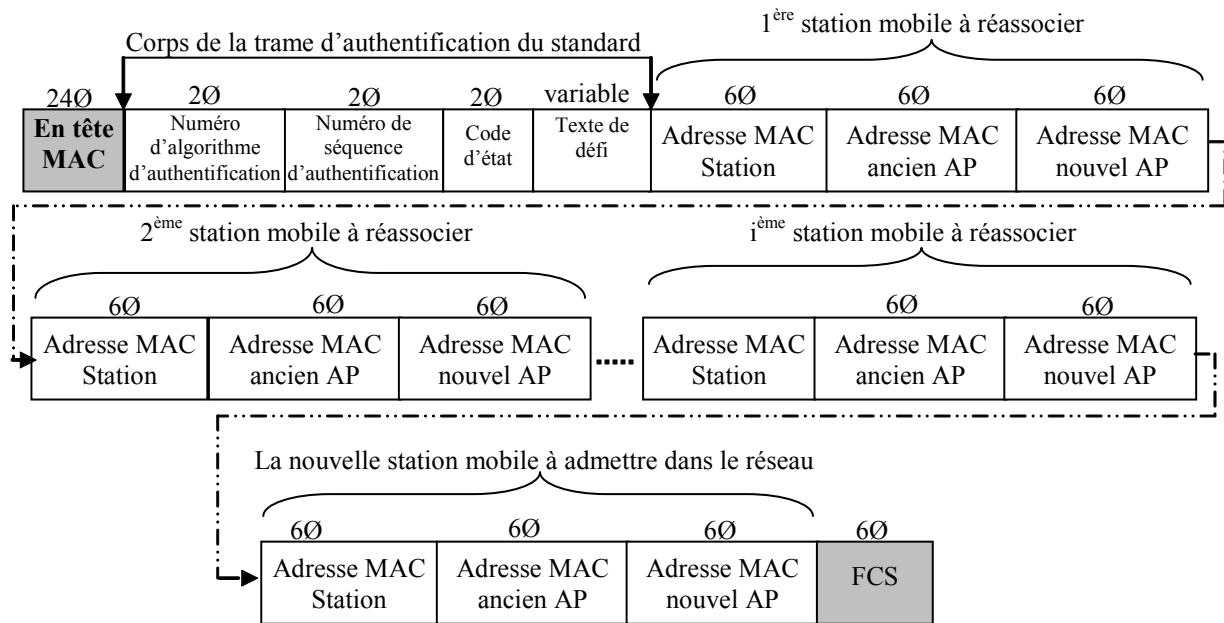 1ère station mobile à réassocier
Corps de la trame d'authentification du standard
24Ø 2Ø 2Ø 2Ø variable 6Ø 6Ø 6Ø
En tête MAC
Numéro d'algorithme d'authentification
Numéro de séquence d'authentification
Code d'état
Texte de défi
Adresse MAC Station
Adresse MAC ancien AP
Adresse MAC nouvel AP
2ème station mobile à réassocier
ième station mobile à réassocier
6Ø 6Ø 6Ø 6Ø 6Ø
Adresse MAC Station
Adresse MAC ancien AP
Adresse MAC nouvel AP
......
Adresse MAC Station
Adresse MAC ancien AP
Adresse MAC nouvel AP
La nouvelle station mobile à admettre dans le réseau
6Ø 6Ø 6Ø 6Ø
Adresse MAC Station
Adresse MAC ancien AP
Adresse MAC nouvel AP
FCS